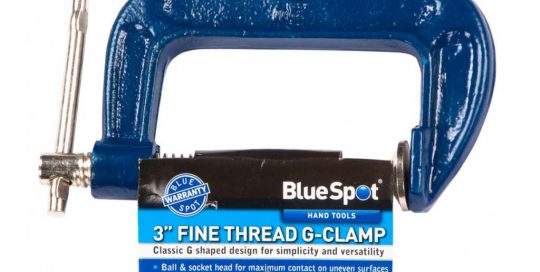 BlueSpot®
HAND TOOLS
BLUE
WARRANTY
SPOT
3" FINE THREAD G-CLAMP
Classic G shaped design for simplicity and versatility
• Ball & socket head for maximum contact on uneven surfaces